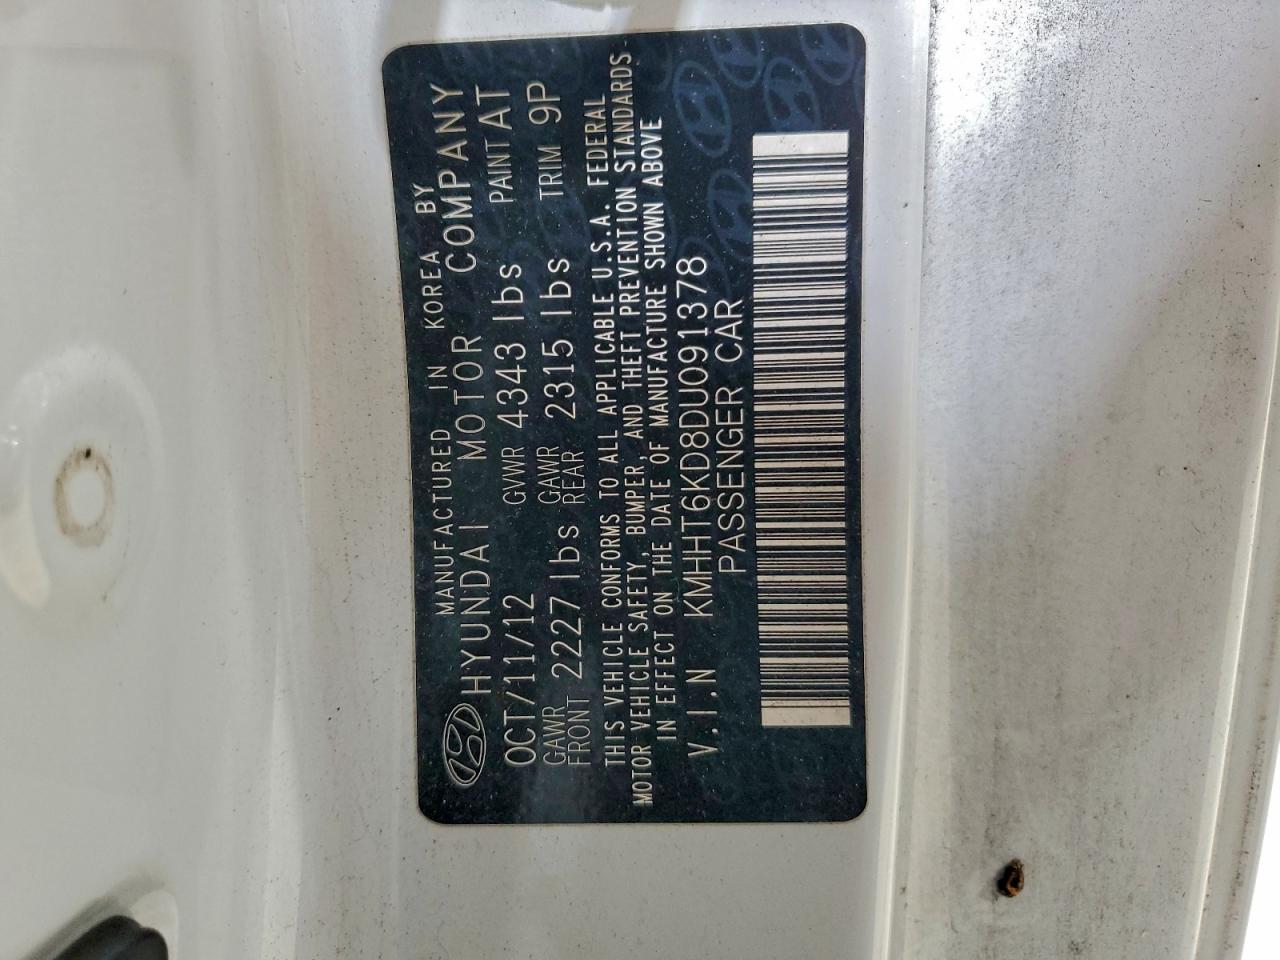 MANUFACTURED IN KOREA BY
HYUNDAI MOTOR COMPANY
OCT/11/12 GVWR 4343 lbs PAINT AT
GAWR FRONT 2227 lbs GAWR REAR 2315 lbs TRIM 9P
THIS VEHICLE CONFORMS TO ALL APPLICABLE U.S.A. FEDERAL
MOTOR VEHICLE SAFETY, BUMPER, AND THEFT PREVENTION STANDARDS
IN EFFECT ON THE DATE OF MANUFACTURE SHOWN ABOVE
V.I.N KMHHT6KD8DU091378
PASSENGER CAR